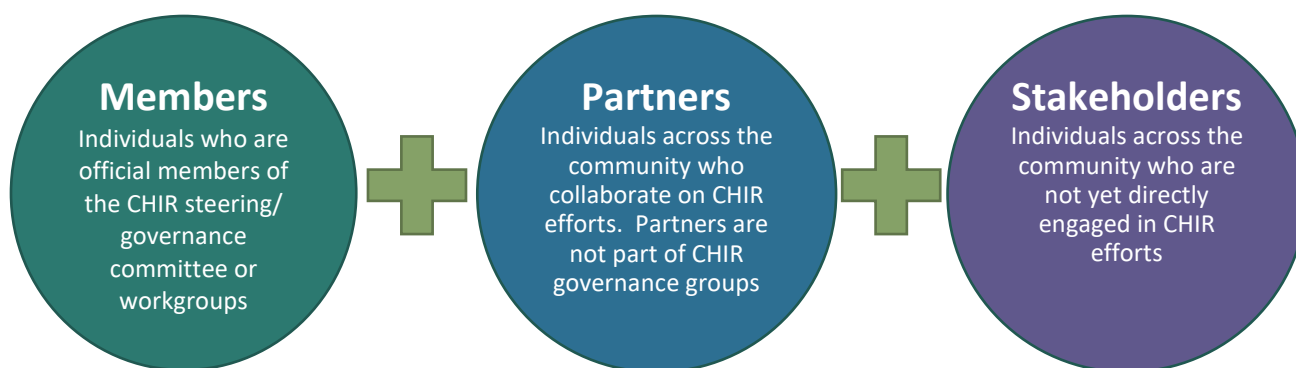 Members
Individuals who are
official members of
the CHIR steering/
governance
committee or
workgroups
Partners
Individuals across the
community who
collaborate on CHIR
efforts.  Partners are
not part of CHIR
governance groups
Stakeholders
Individuals across the
community who are
not yet directly
engaged in CHIR
efforts